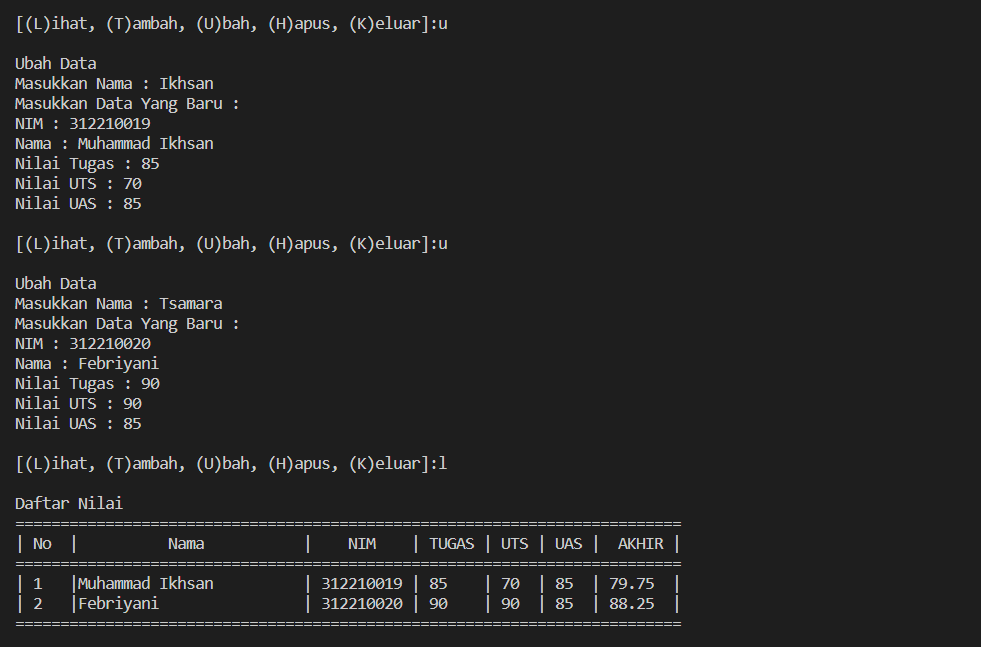 [(L)ihat, (T)ambah, (U)bah, (H)apus, (K)eluar]:u
Ubah Data
Masukkan Nama : Ikhsan
Masukkan Data Yang Baru :
NIM : 312210019
Nama : Muhammad Ikhsan
Nilai Tugas : 85
Nilai UTS : 70
Nilai UAS : 85
[(L)ihat, (T)ambah, (U)bah, (H)apus, (K)eluar]:u
Ubah Data
Masukkan Nama : Tsamara
Masukkan Data Yang Baru :
NIM : 312210020
Nama : Febriyani
Nilai Tugas : 90
Nilai UTS : 90
Nilai UAS : 85
[(L)ihat, (T)ambah, (U)bah, (H)apus, (K)eluar]:l
Daftar Nilai
==========================================================================
| No  |          Nama           |    NIM    | TUGAS | UTS | UAS |  AKHIR |
==========================================================================
| 1   |Muhammad Ikhsan          | 312210019 | 85    | 70  | 85  | 79.75  |
| 2   |Febriyani                | 312210020 | 90    | 90  | 85  | 88.25  |
==========================================================================